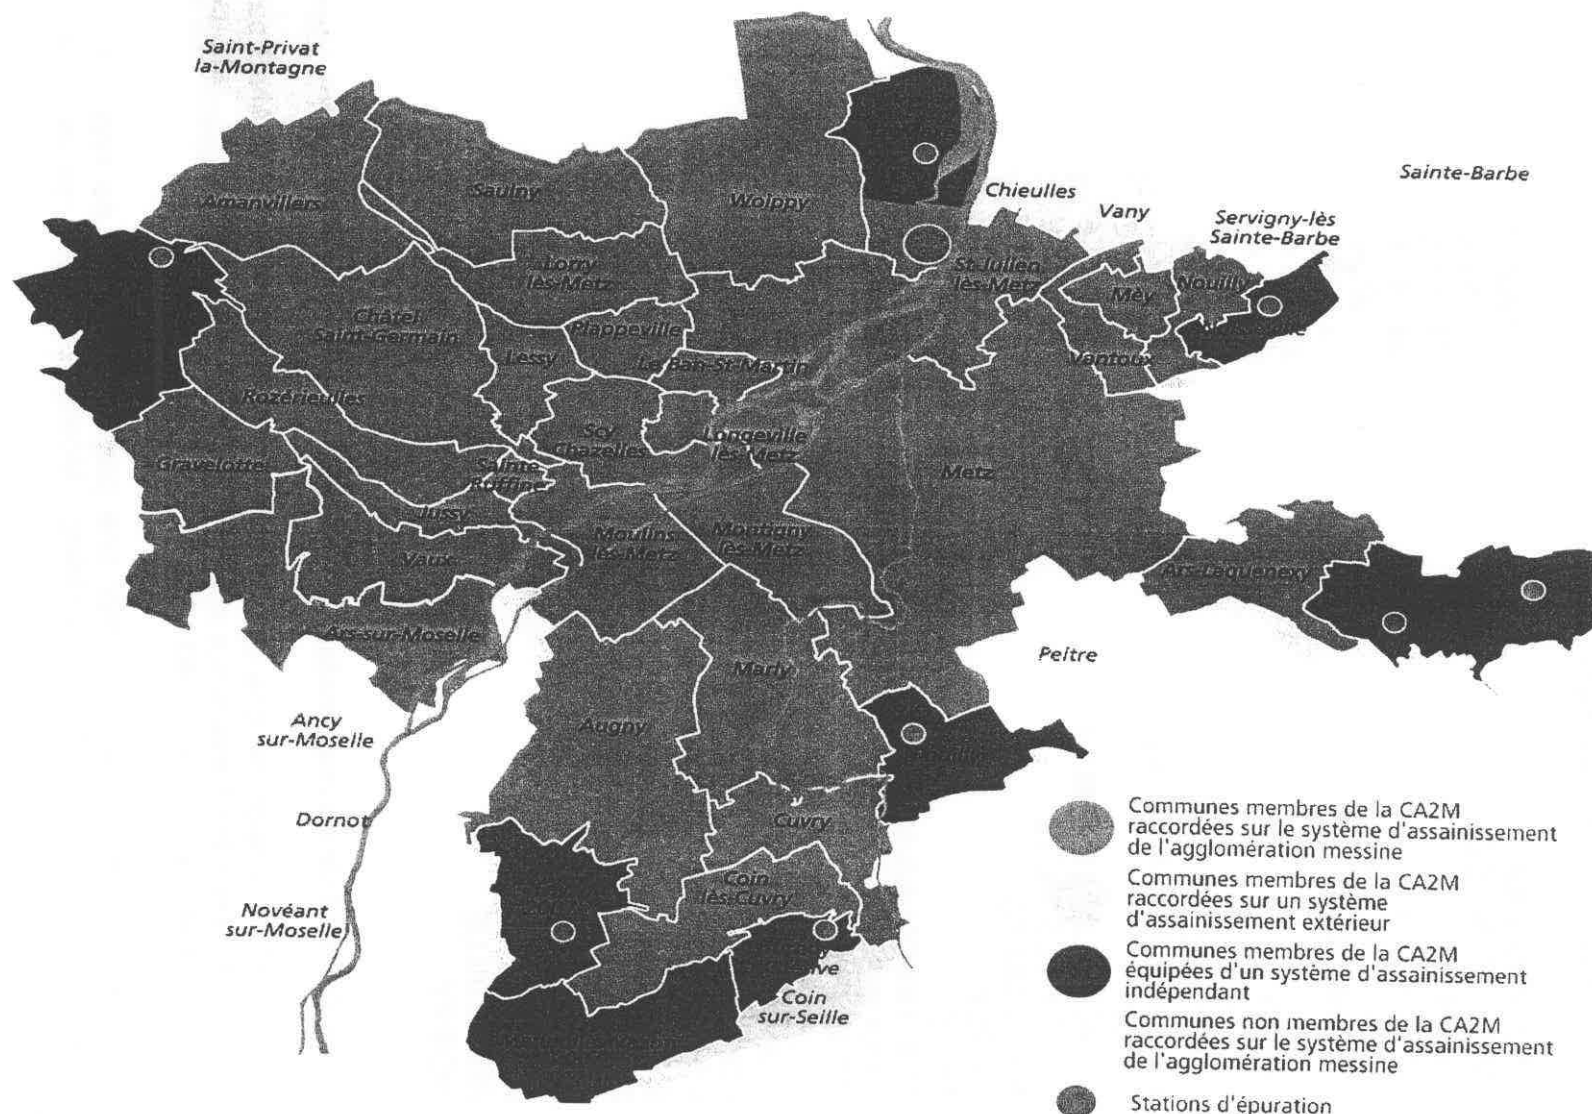 Saint-Privat
la-Montagne
Sainte-Barbe
Chieulles
Vany
Servigny-lès
Sainte-Barbe
Amanvillers
Saulny
Woippy
Lorry
lès-Metz
St-Julien
lès-Metz
Mey
Nouilly
Châtel
Saint-Germain
Plappeville
Lessy
Le Ban-St-Martin
Vantoux
Rozérieulles
Scy
Chazelles
Longeville
lès-Metz
Gravelotte
Sainte
Ruffine
Metz
Jussy
Moulins
lès-Metz
Montigny
lès-Metz
Vaux
Ars-Laquenexy
Ars-sur-Moselle
Peltre
Marly
Ancy
sur-Moselle
Augny
Dornot
Cuvry
Coin
lès-Cuvry
Novéant
sur-Moselle
Coin
sur-Seille
Communes membres de la CA2M
raccordées sur le système d'assainissement
de l'agglomération messine
Communes membres de la CA2M
raccordées sur un système
d'assainissement extérieur
Communes membres de la CA2M
équipées d'un système d'assainissement
indépendant
Communes non membres de la CA2M
raccordées sur le système d'assainissement
de l'agglomération messine
Stations d'épuration